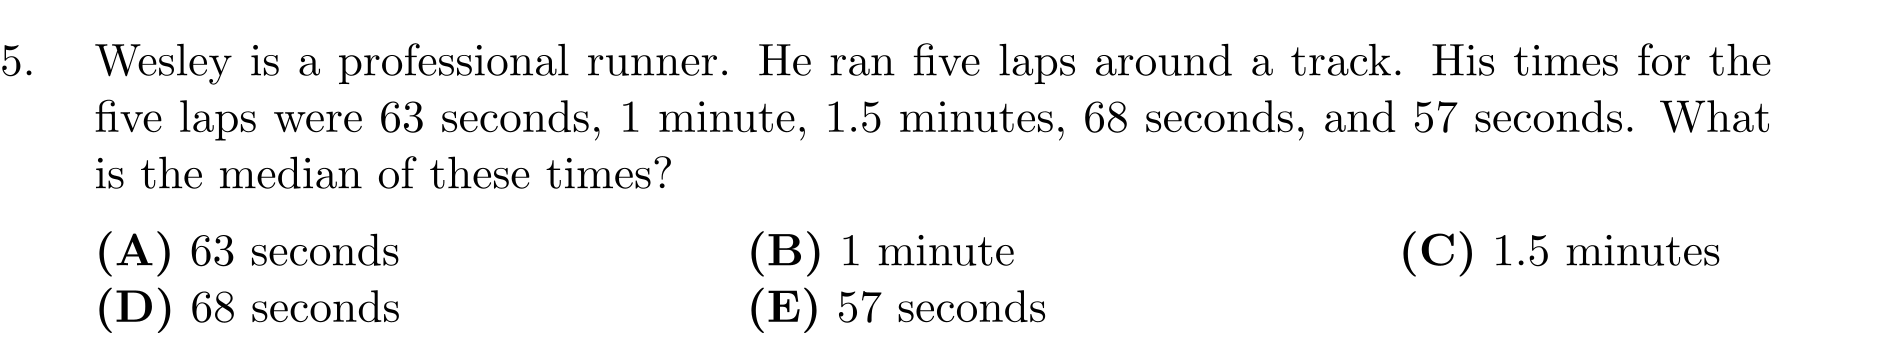 5. Wesley is a professional runner. He ran five laps around a track. His times for the
five laps were 63 seconds, 1 minute, 1.5 minutes, 68 seconds, and 57 seconds. What
is the median of these times?
(A) 63 seconds (B) 1 minute (C) 1.5 minutes
(D) 68 seconds (E) 57 seconds